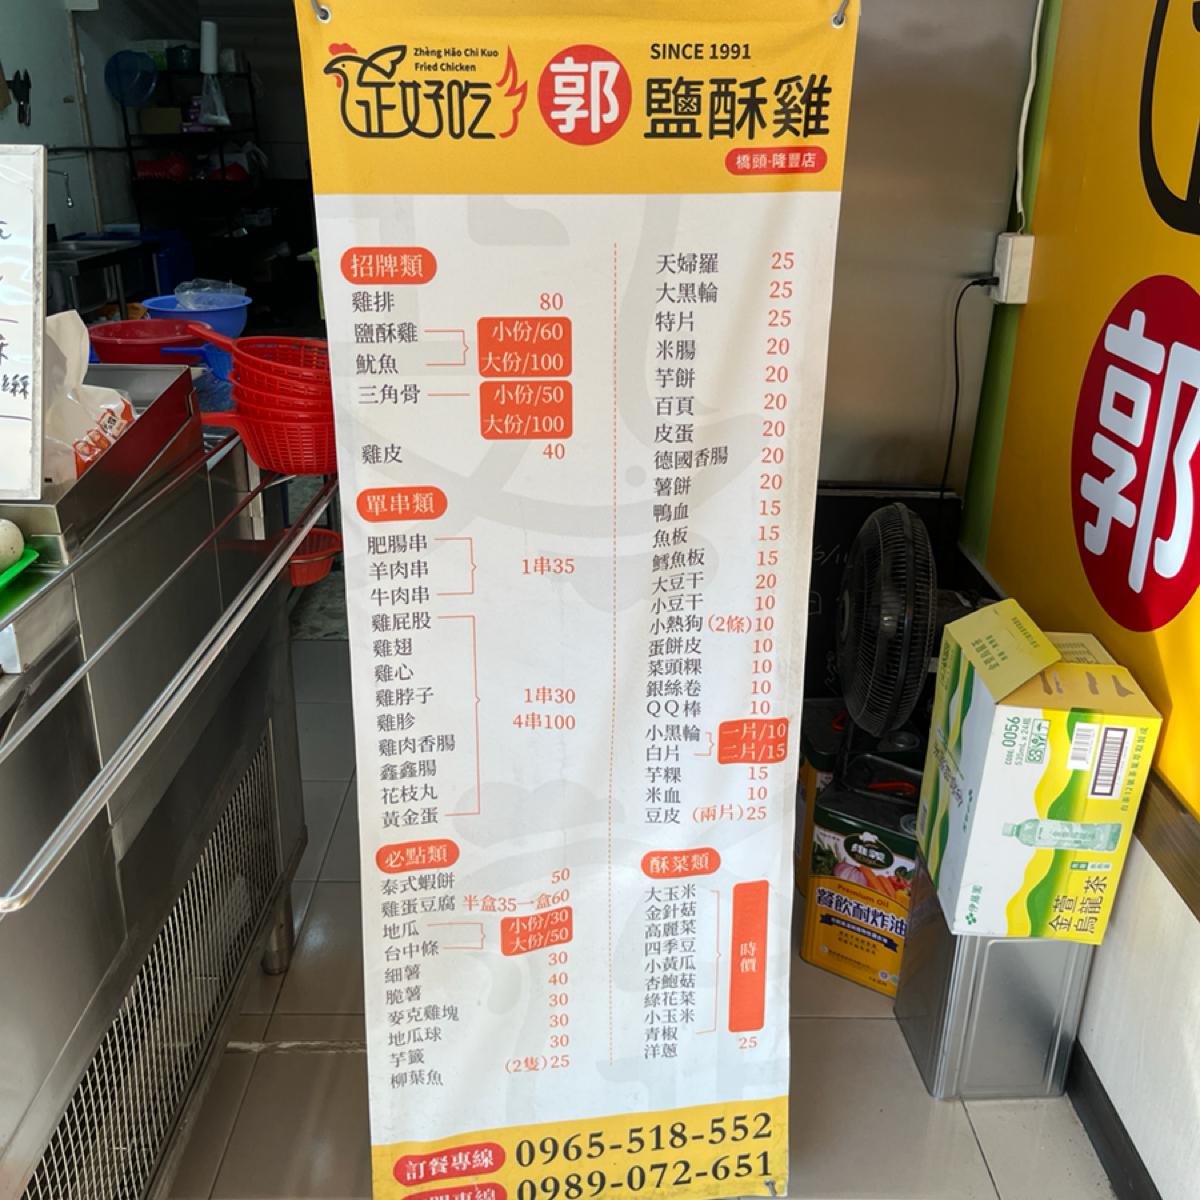 Zhèng Hǎo Chi Kuo
Fried Chicken
正好吃
郭
SINCE 1991
鹽酥雞
橋頭-隆豐店
招牌類
雞排 80
鹽酥雞
魷魚
小份/60
大份/100
三角骨
小份/50
大份/100
雞皮 40
單串類
肥腸串
羊肉串
牛肉串
1串35
雞屁股
雞翅
雞心
雞脖子
雞胗
雞肉香腸
鑫鑫腸
花枝丸
黃金蛋
1串30
4串100
必點類
泰式蝦餅 50
雞蛋豆腐 半盒35一盒60
地瓜
台中條
小份/30
大份/50
細薯 30
脆薯 40
麥克雞塊 30
地瓜球 30
芋籤 30
柳葉魚 (2隻)25
天婦羅 25
大黑輪 25
特片 25
米腸 20
芋餅 20
百頁 20
皮蛋 20
德國香腸 20
薯餅 20
鴨血 15
魚板 15
鱈魚板 15
大豆干 20
小豆干 10
小熱狗(2條)10
蛋餅皮 10
菜頭粿 10
銀絲卷 10
QQ棒 10
小黑輪
白片
一片/10
二片/15
芋粿 15
米血 10
豆皮 (兩片)25
酥菜類
大玉米
金針菇
高麗菜
四季豆
小黃瓜
杏鮑菇
綠花菜
小玉米
青椒
時價
洋蔥 25
訂餐專線
0965-518-552
0989-072-651
郭
維義
Premium Oil
餐飲耐炸油
CODE. 0056
535mL x 24瓶
伊藤園
金萱
烏龍茶